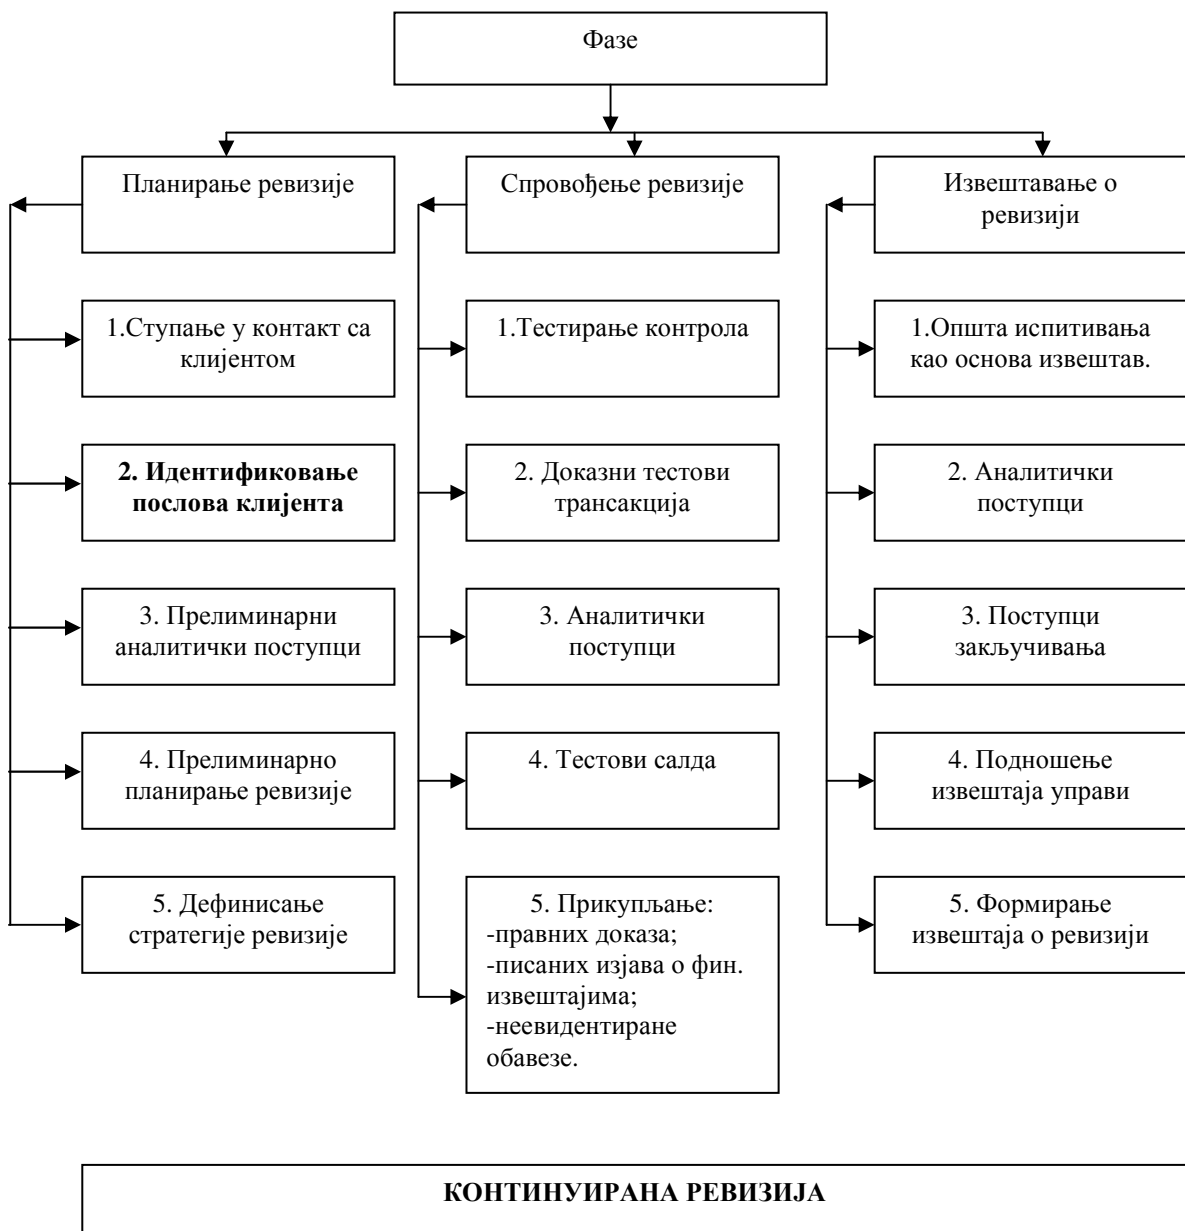 Фазе
Планирање ревизије
Спровођење ревизије
Извештавање о
ревизији
1.Ступање у контакт са
клијентом
1.Тестирање контрола
1.Општа испитивања
као основа извештав.
2. Идентификовање
послова клијента
2. Доказни тестови
трансакција
2. Аналитички
поступци
3. Прелиминарни
аналитички поступци
3. Аналитички
поступци
3. Поступци
закључивања
4. Прелиминарно
планирање ревизије
4. Тестови салда
4. Подношење
извештаја управи
5. Дефинисање
стратегије ревизије
5. Прикупљање:
-правних доказа;
-писаних изјава о фин.
извештајима;
-неевидентиране
обавезе.
5. Формирање
извештаја о ревизији
КОНТИНУИРАНА РЕВИЗИЈА